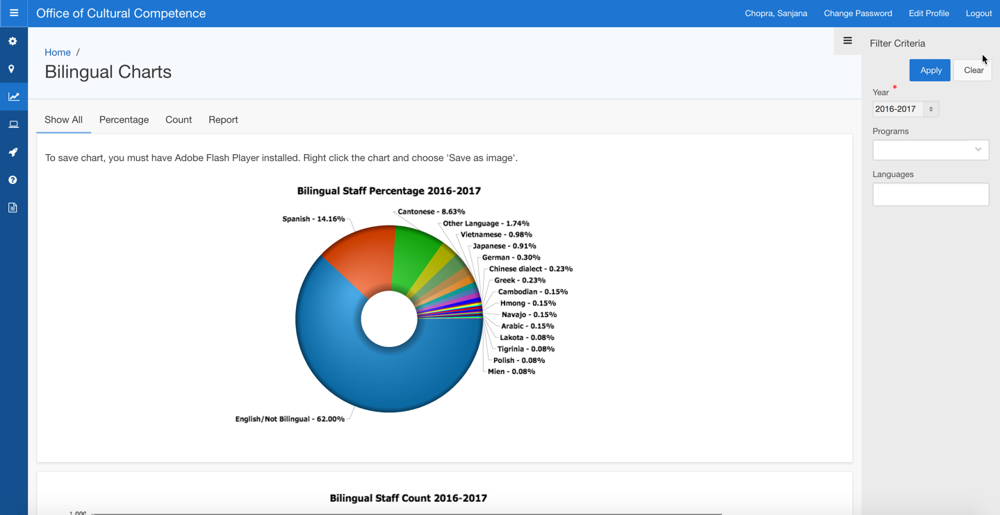 Office of Cultural Competence
Chopra, Sanjana
Change Password
Edit Profile
Logout
Home /
Bilingual Charts
Show All
Percentage
Count
Report
To save chart, you must have Adobe Flash Player installed. Right click the chart and choose 'Save as image'.
Bilingual Staff Percentage 2016-2017
Cantonese - 8.63%
Spanish - 14.16%
Other Language - 1.74%
Vietnamese - 0.98%
Japanese - 0.91%
German - 0.30%
Chinese dialect - 0.23%
Greek - 0.23%
Cambodian - 0.15%
Hmong - 0.15%
Navajo - 0.15%
Arabic - 0.15%
Lakota - 0.08%
Tigrinia - 0.08%
Polish - 0.08%
Mien - 0.08%
English/Not Bilingual - 62.00%
Bilingual Staff Count 2016-2017
1,000
Filter Criteria
Apply
Clear
Year *
2016-2017
Programs
Languages